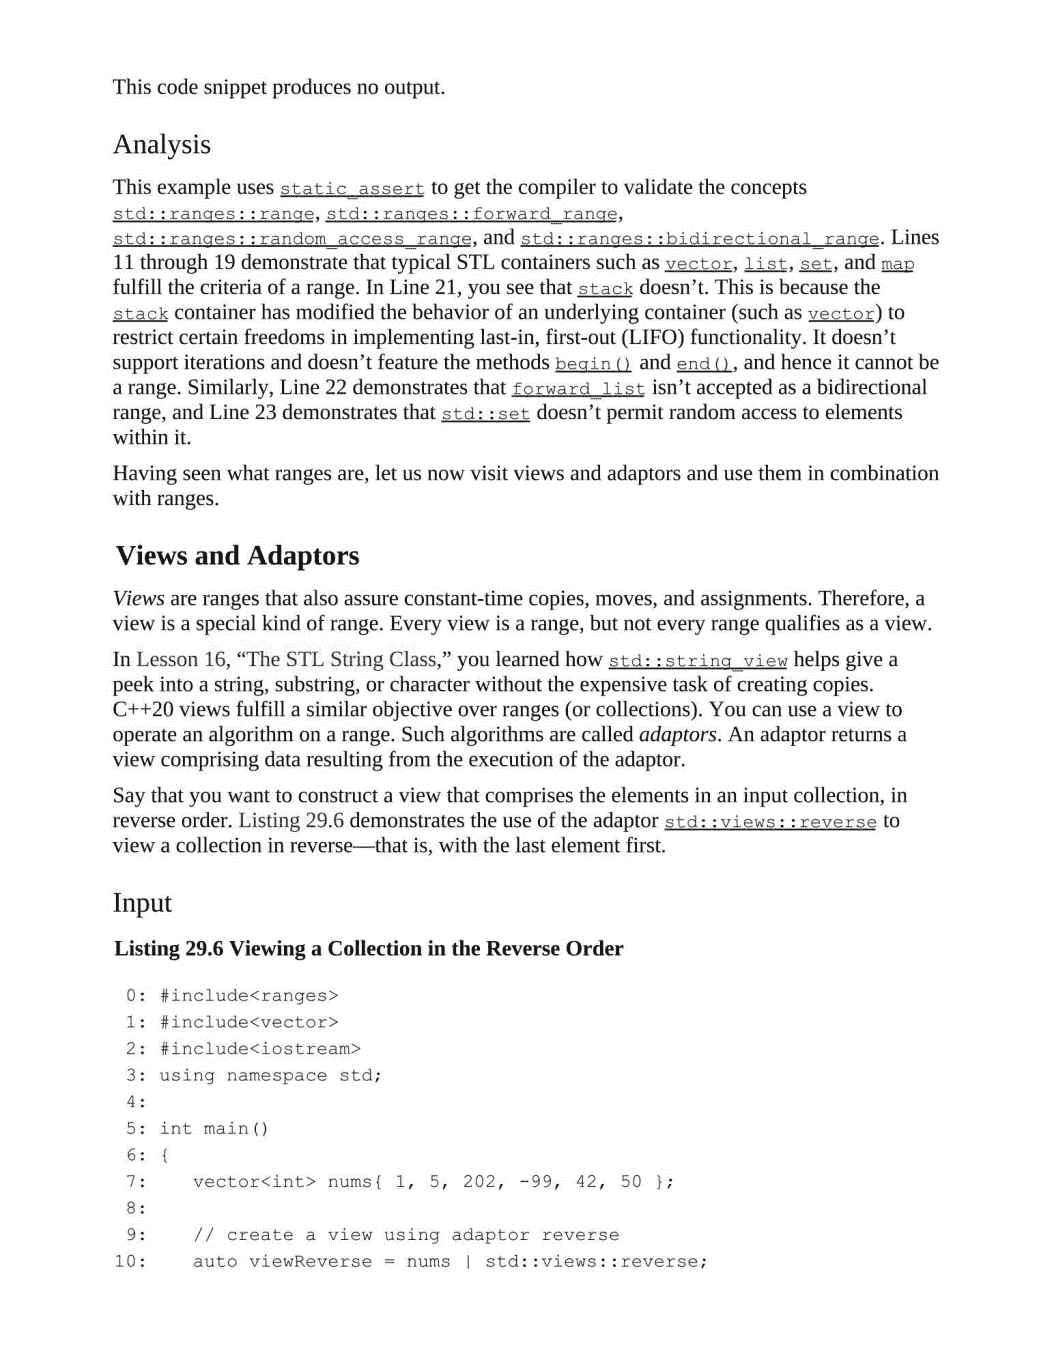 This code snippet produces no output.
Analysis
This example uses static_assert to get the compiler to validate the concepts
std::ranges::range, std::ranges::forward_range,
std::ranges::random_access_range, and std::ranges::bidirectional_range. Lines
11 through 19 demonstrate that typical STL containers such as vector, list, set, and map
fulfill the criteria of a range. In Line 21, you see that stack doesn’t. This is because the
stack container has modified the behavior of an underlying container (such as vector) to
restrict certain freedoms in implementing last-in, first-out (LIFO) functionality. It doesn’t
support iterations and doesn’t feature the methods begin() and end(), and hence it cannot be
a range. Similarly, Line 22 demonstrates that forward_list isn’t accepted as a bidirectional
range, and Line 23 demonstrates that std::set doesn’t permit random access to elements
within it.
Having seen what ranges are, let us now visit views and adaptors and use them in combination
with ranges.
Views and Adaptors
Views are ranges that also assure constant-time copies, moves, and assignments. Therefore, a
view is a special kind of range. Every view is a range, but not every range qualifies as a view.
In Lesson 16, “The STL String Class,” you learned how std::string_view helps give a
peek into a string, substring, or character without the expensive task of creating copies.
C++20 views fulfill a similar objective over ranges (or collections). You can use a view to
operate an algorithm on a range. Such algorithms are called adaptors. An adaptor returns a
view comprising data resulting from the execution of the adaptor.
Say that you want to construct a view that comprises the elements in an input collection, in
reverse order. Listing 29.6 demonstrates the use of the adaptor std::views::reverse to
view a collection in reverse—that is, with the last element first.
Input
Listing 29.6 Viewing a Collection in the Reverse Order
0: #include<ranges>
1: #include<vector>
2: #include<iostream>
3: using namespace std;
4:
5: int main()
6: {
7:    vector<int> nums{ 1, 5, 202, -99, 42, 50 };
8:
9:    // create a view using adaptor reverse
10:    auto viewReverse = nums | std::views::reverse;